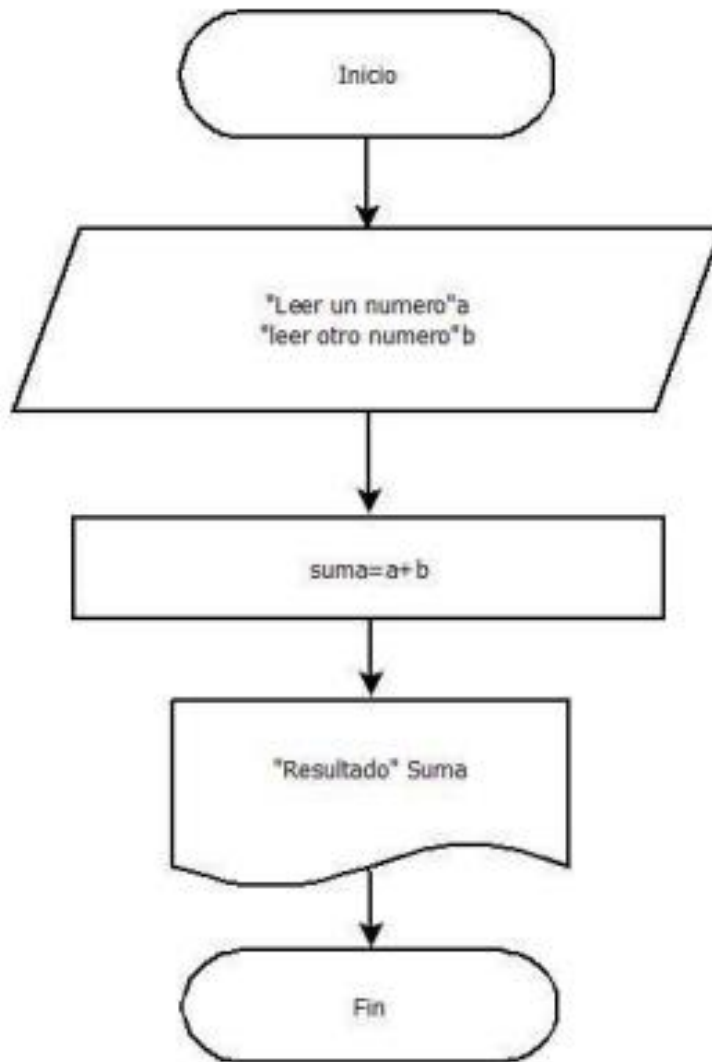 Inicio
"Leer un numero"a
"leer otro numero"b
suma=a+b
"Resultado" Suma
Fin